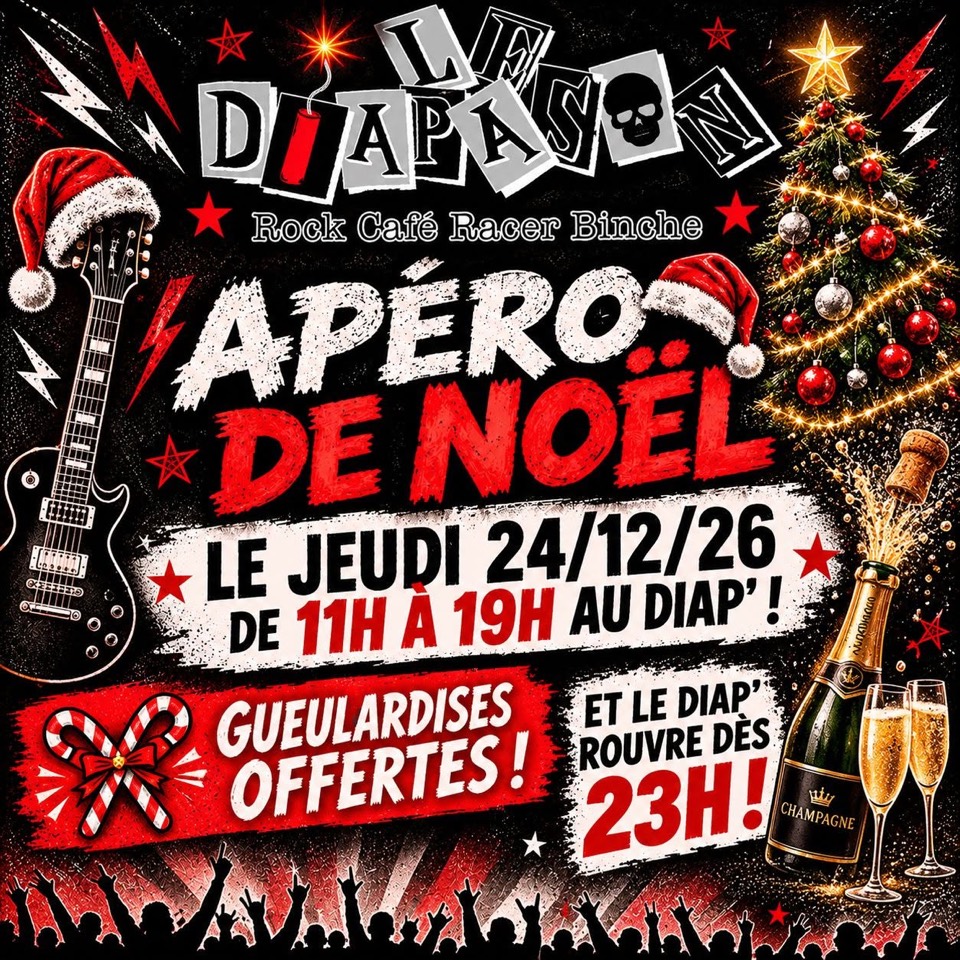 LE
DIAPASON
Rock Café Racer Binche
APÉRO
DE NOËL
LE JEUDI 24/12/26
DE 11H À 19H AU DIAP' !
GUEULARDISES
OFFERTES !
ET LE DIAP'
ROUVRE DÈS
23H !
CHAMPAGNE